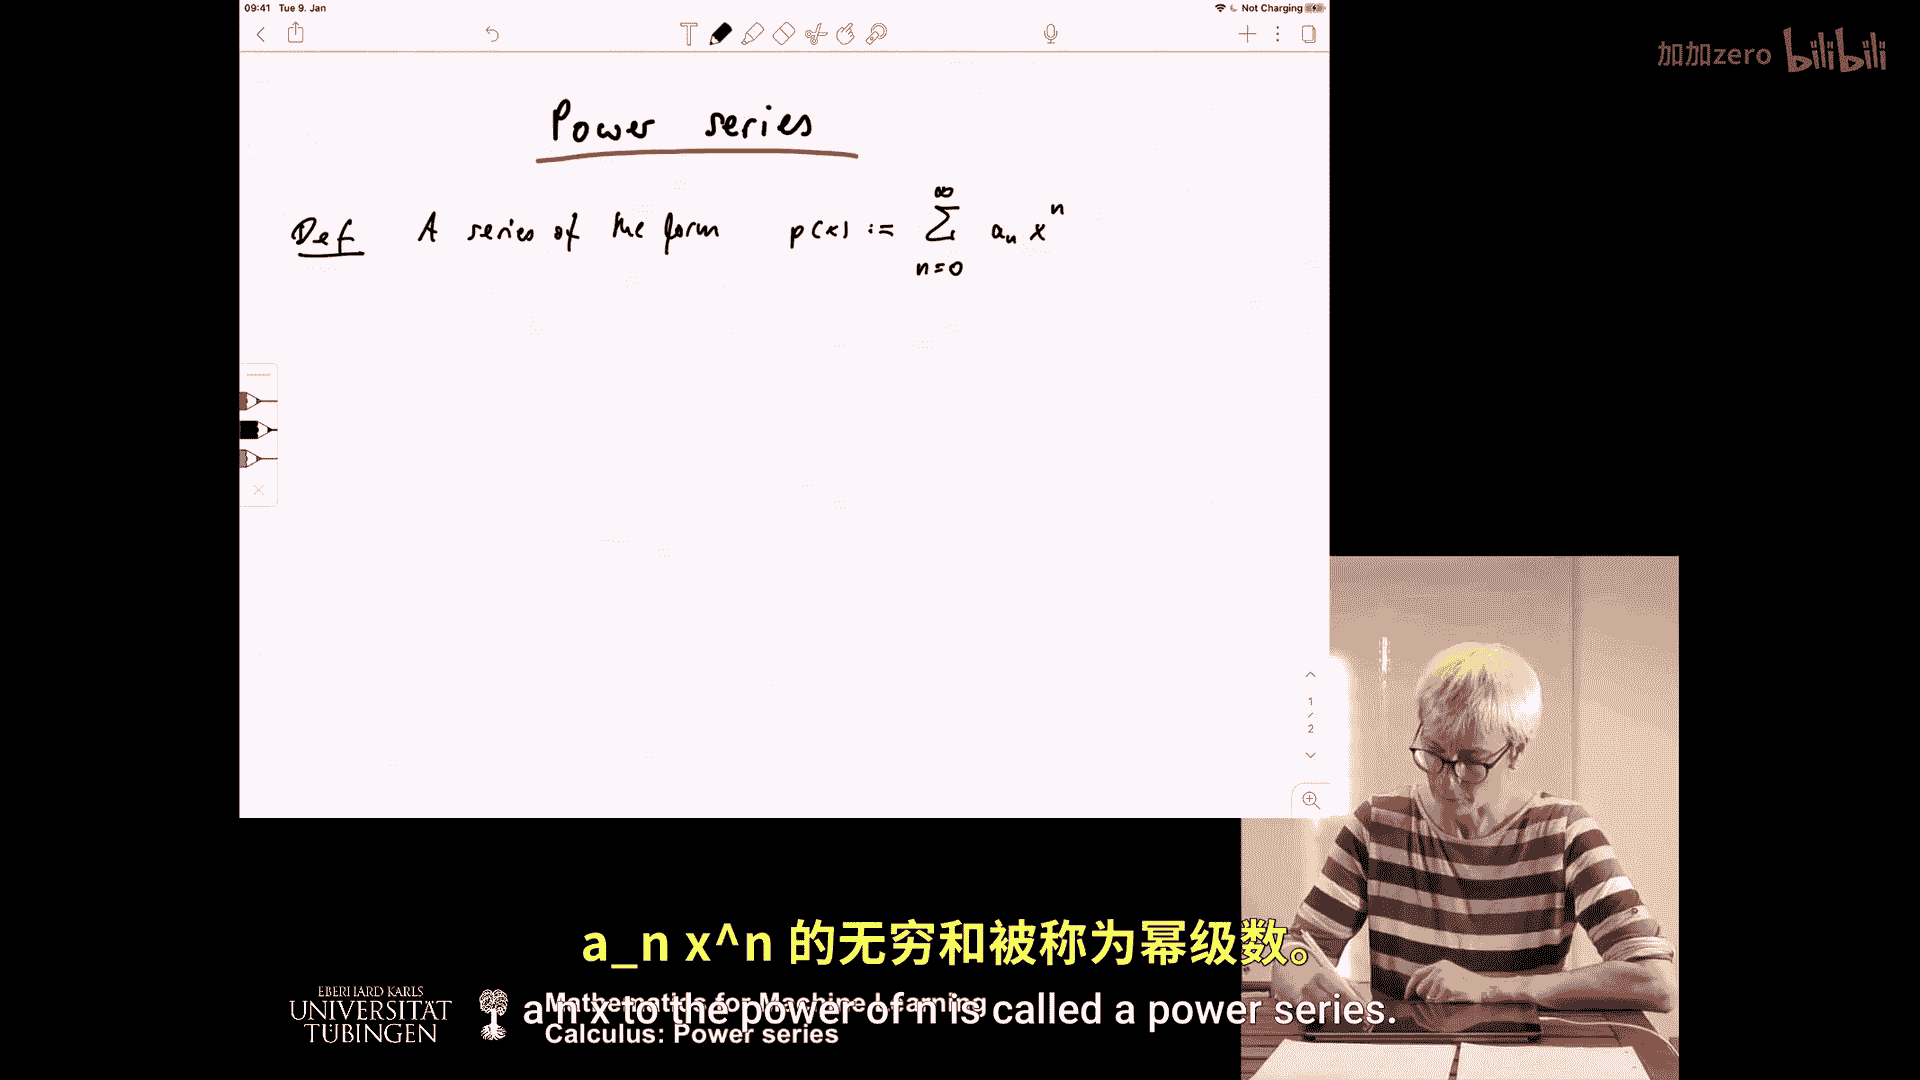 09:41 Tue 9. Jan
Not Charging
加加zero bilibili
Power series
Def A series of the form p(x) := ∑_{n=0}^{∞} a_n x^n
1
/
2
a_n x^n 的无穷和被称为幂级数。
a n x to the power of n is called a power series.
EBERHARD KARLS
UNIVERSITÄT
TÜBINGEN
Mathematics for Machine Learning
Calculus: Power series